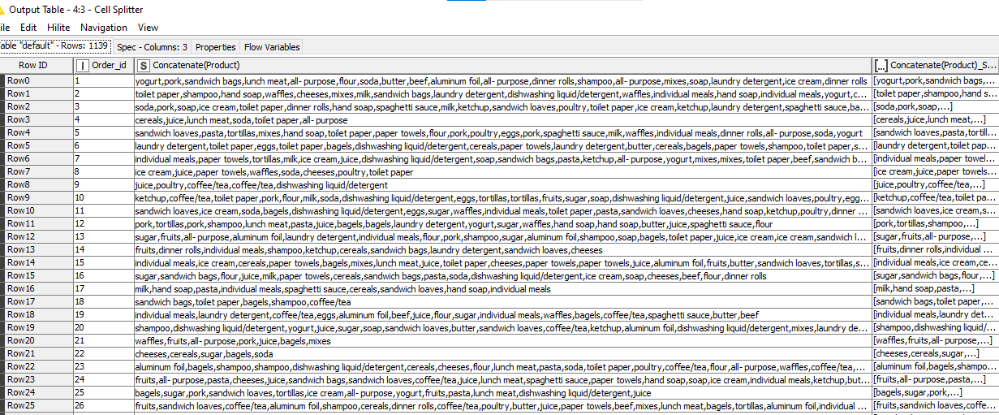 Output Table - 4:3 - Cell Splitter
ile Edit Hilite Navigation View
able "default" - Rows: 1139 Spec - Columns: 3 Properties Flow Variables
Row ID I Order_id S Concatenate(Product) [...] Concatenate(Product)_S...
Row0 1 yogurt,pork,sandwich bags,lunch meat,all- purpose,flour,soda,butter,beef,aluminum foil,all- purpose,dinner rolls,shampoo,all- purpose,mixes,soap,laundry detergent,ice cream,dinner rolls [yogurt,pork,sandwich bags,...
Row1 2 toilet paper,shampoo,hand soap,waffles,cheeses,mixes,milk,sandwich bags,laundry detergent,dishwashing liquid/detergent,waffles,individual meals,hand soap,individual meals,yogurt,c... [toilet paper,shampoo,hand s...
Row2 3 soda,pork,soap,ice cream,toilet paper,dinner rolls,hand soap,spaghetti sauce,milk,ketchup,sandwich loaves,poultry,toilet paper,ice cream,ketchup,laundry detergent,spaghetti sauce,ba... [soda,pork,soap,...]
Row3 4 cereals,juice,lunch meat,soda,toilet paper,all- purpose [cereals,juice,lunch meat,...]
Row4 5 sandwich loaves,pasta,tortillas,mixes,hand soap,toilet paper,paper towels,flour,pork,poultry,eggs,pork,spaghetti sauce,milk,waffles,individual meals,dinner rolls,all- purpose,soda,yogurt [sandwich loaves,pasta,tortill...
Row5 6 laundry detergent,toilet paper,eggs,toilet paper,bagels,dishwashing liquid/detergent,cereals,paper towels,laundry detergent,butter,cereals,bagels,paper towels,shampoo,toilet paper,s... [laundry detergent,toilet pap...
Row6 7 individual meals,paper towels,tortillas,milk,ice cream,juice,dishwashing liquid/detergent,soap,sandwich bags,pasta,ketchup,all- purpose,yogurt,mixes,mixes,toilet paper,beef,sandwich b... [individual meals,paper towel...
Row7 8 ice cream,juice,paper towels,waffles,soda,cheeses,poultry,toilet paper [ice cream,juice,paper towels...
Row8 9 juice,poultry,coffee/tea,coffee/tea,dishwashing liquid/detergent [juice,poultry,coffee/tea,...]
Row9 10 ketchup,coffee/tea,toilet paper,pork,flour,milk,soda,dishwashing liquid/detergent,eggs,tortillas,tortillas,fruits,sugar,soap,dishwashing liquid/detergent,juice,sandwich loaves,poultry,egg... [ketchup,coffee/tea,toilet pa...
Row10 11 sandwich loaves,ice cream,soda,bagels,dishwashing liquid/detergent,eggs,sugar,waffles,individual meals,toilet paper,pasta,sandwich loaves,cheeses,hand soap,ketchup,poultry,dinner ... [sandwich loaves,ice cream,s...
Row11 12 pork,tortillas,pork,shampoo,lunch meat,pasta,juice,bagels,bagels,laundry detergent,yogurt,sugar,waffles,hand soap,hand soap,butter,juice,spaghetti sauce,flour [pork,tortillas,shampoo,...]
Row12 13 sugar,fruits,all- purpose,aluminum foil,laundry detergent,individual meals,flour,pork,shampoo,sugar,aluminum foil,shampoo,soap,bagels,toilet paper,juice,ice cream,ice cream,sandwich l... [sugar,fruits,all- purpose,...]
Row13 14 fruits,dinner rolls,individual meals,shampoo,ketchup,cereals,sandwich bags,laundry detergent,sandwich loaves,cheeses [fruits,dinner rolls,individual ...
Row14 15 individual meals,ice cream,cereals,paper towels,bagels,mixes,lunch meat,juice,toilet paper,cheeses,paper towels,paper towels,juice,aluminum foil,fruits,butter,sandwich loaves,tortillas,s... [individual meals,ice cream,ce...
Row15 16 sugar,sandwich bags,flour,juice,milk,paper towels,cereals,sandwich bags,pasta,soda,dishwashing liquid/detergent,ice cream,soap,cheeses,beef,flour,dinner rolls [sugar,sandwich bags,flour,...
Row16 17 milk,hand soap,pasta,individual meals,spaghetti sauce,cereals,sandwich loaves,hand soap,individual meals [milk,hand soap,pasta,...]
Row17 18 sandwich bags,toilet paper,bagels,shampoo,coffee/tea [sandwich bags,toilet paper,...
Row18 19 individual meals,laundry detergent,coffee/tea,eggs,aluminum foil,beef,juice,flour,sugar,individual meals,waffles,bagels,coffee/tea,spaghetti sauce,butter,beef [individual meals,laundry det...
Row19 20 shampoo,dishwashing liquid/detergent,yogurt,juice,sugar,soap,sandwich loaves,butter,sandwich loaves,coffee/tea,ketchup,aluminum foil,dishwashing liquid/detergent,mixes,laundry de... [shampoo,dishwashing liquid/...
Row20 21 waffles,fruits,all- purpose,pork,juice,bagels,mixes [waffles,fruits,all- purpose,...]
Row21 22 cheeses,cereals,sugar,bagels,soda [cheeses,cereals,sugar,...]
Row22 23 aluminum foil,bagels,shampoo,shampoo,dishwashing liquid/detergent,cereals,cheeses,flour,lunch meat,pasta,soda,toilet paper,poultry,coffee/tea,flour,all- purpose,waffles,coffee/tea,... [aluminum foil,bagels,shampo...
Row23 24 fruits,all- purpose,pasta,cheeses,juice,sandwich bags,sandwich loaves,coffee/tea,juice,lunch meat,spaghetti sauce,paper towels,hand soap,soap,ice cream,individual meals,ketchup,but... [fruits,all- purpose,pasta,...]
Row24 25 bagels,sugar,pork,sandwich loaves,tortillas,ice cream,all- purpose,yogurt,fruits,pasta,lunch meat,dishwashing liquid/detergent,juice [bagels,sugar,pork,...]
Row25 26 fruits,sandwich loaves,coffee/tea,aluminum foil,shampoo,cereals,dinner rolls,coffee/tea,poultry,butter,juice,paper towels,beef,mixes,lunch meat,bagels,tortillas,aluminum foil,individual ... [fruits,sandwich loaves,coffe...